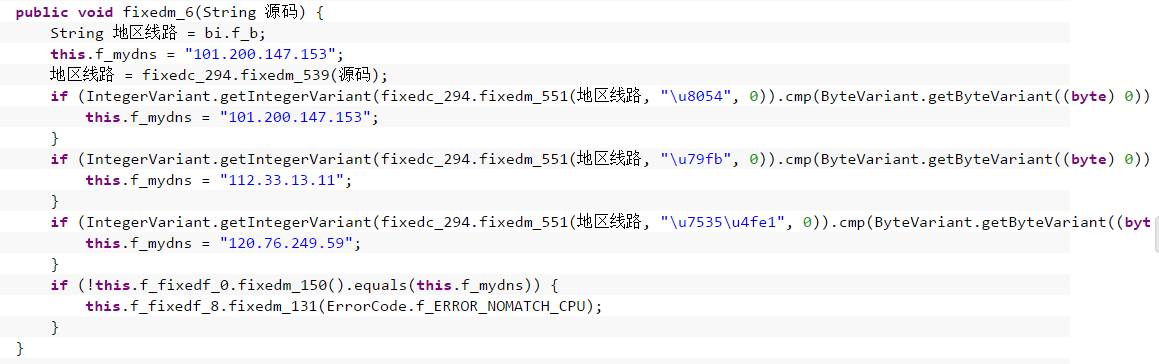 public void fixedm_6(String 源码) {
String 地区线路 = bi.f_b;
this.f_mydns = "101.200.147.153";
地区线路 = fixedc_294.fixedm_539(源码);
if (IntegerVariant.getIntegerVariant(fixedc_294.fixedm_551(地区线路, "\u8054", 0)).cmp(ByteVariant.getByteVariant((byte) 0))
this.f_mydns = "101.200.147.153";
}
if (IntegerVariant.getIntegerVariant(fixedc_294.fixedm_551(地区线路, "\u79fb", 0)).cmp(ByteVariant.getByteVariant((byte) 0))
this.f_mydns = "112.33.13.11";
}
if (IntegerVariant.getIntegerVariant(fixedc_294.fixedm_551(地区线路, "\u7535\u4fe1", 0)).cmp(ByteVariant.getByteVariant((byt
this.f_mydns = "120.76.249.59";
}
if (!this.f_fixedf_0.fixedm_150().equals(this.f_mydns)) {
this.f_fixedf_8.fixedm_131(ErrorCode.f_ERROR_NOMATCH_CPU);
}
}